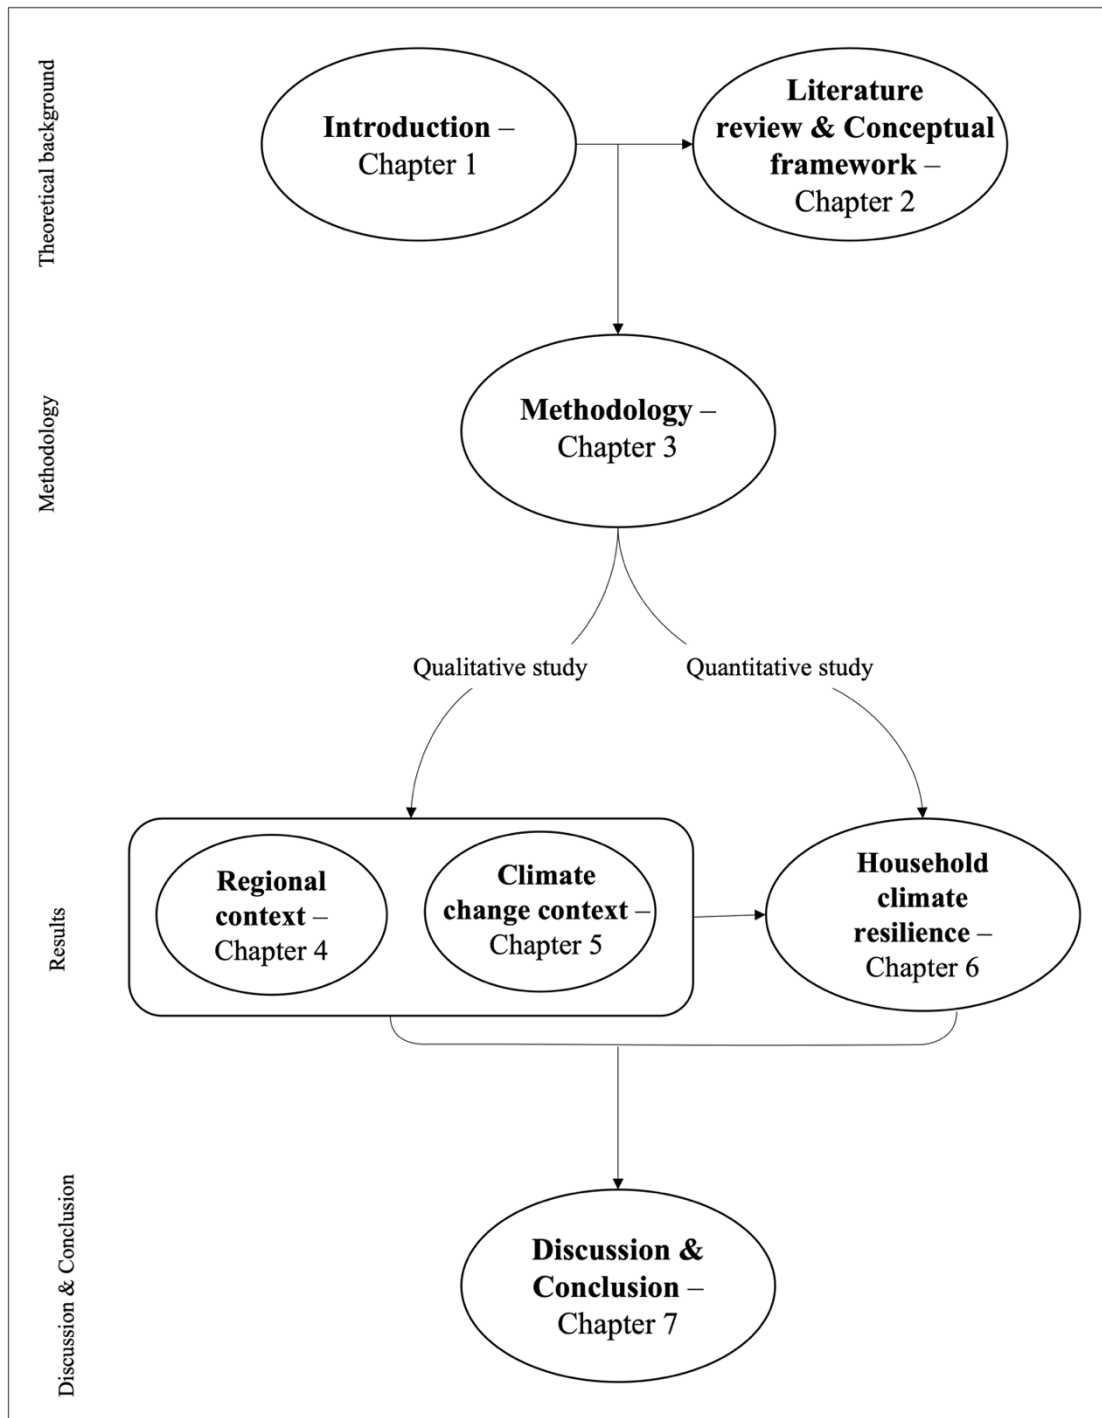 Theoretical background
Introduction –
Chapter 1
Literature
review & Conceptual
framework –
Chapter 2
Methodology
Methodology –
Chapter 3
Qualitative study
Quantitative study
Results
Regional
context –
Chapter 4
Climate
change context –
Chapter 5
Household
climate
resilience –
Chapter 6
Discussion & Conclusion
Discussion &
Conclusion –
Chapter 7